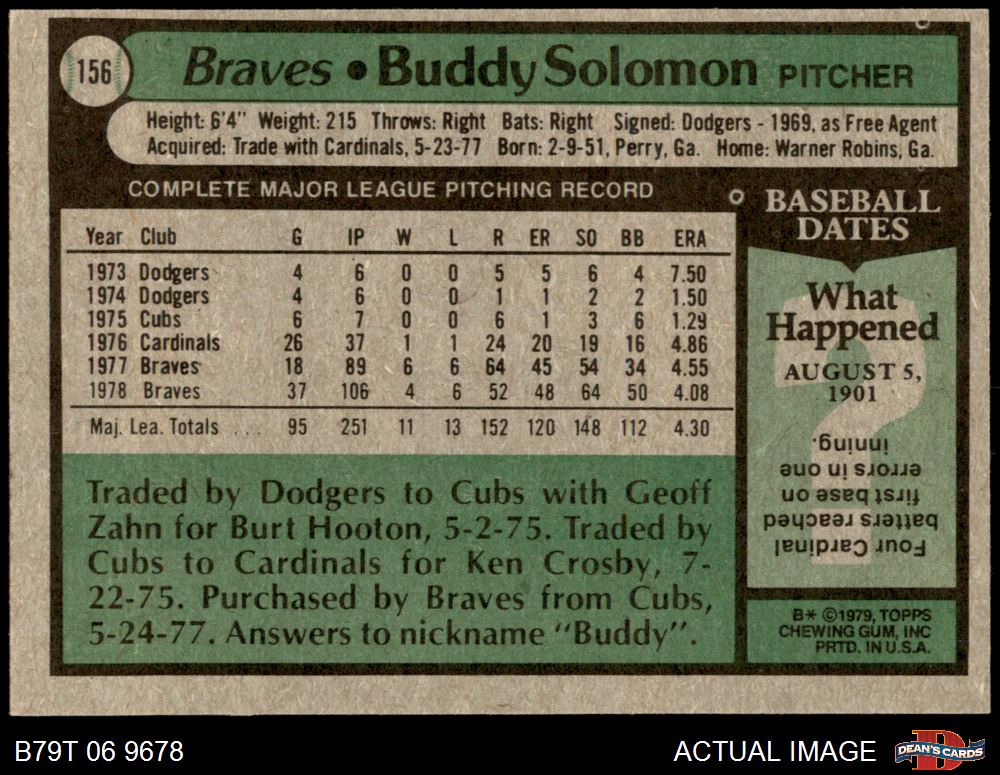 156 Braves • Buddy Solomon PITCHER
Height: 6'4" Weight: 215 Throws: Right Bats: Right Signed: Dodgers - 1969, as Free Agent
Acquired: Trade with Cardinals, 5-23-77 Born: 2-9-51, Perry, Ga. Home: Warner Robins, Ga.
COMPLETE MAJOR LEAGUE PITCHING RECORD
Year Club G IP W L R ER SO BB ERA
1973 Dodgers 4 6 0 0 5 5 6 4 7.50
1974 Dodgers 4 6 0 0 1 1 2 2 1.50
1975 Cubs 6 7 0 0 6 1 3 6 1.29
1976 Cardinals 26 37 1 1 24 20 19 16 4.86
1977 Braves 18 89 6 6 64 45 54 34 4.55
1978 Braves 37 106 4 6 52 48 64 50 4.08
Maj. Lea. Totals ... 95 251 11 13 152 120 148 112 4.30
Traded by Dodgers to Cubs with Geoff
Zahn for Burt Hooton, 5-2-75. Traded by
Cubs to Cardinals for Ken Crosby, 7-
22-75. Purchased by Braves from Cubs,
5-24-77. Answers to nickname "Buddy".
BASEBALL
DATES
What
Happened
AUGUST 5,
1901
Four Cardinal
batters reached
first base on
errors in one
inning.
B* ©1979, TOPPS
CHEWING GUM, INC
PRTD. IN U.S.A.
B79T 06 9678
ACTUAL IMAGE
DEAN'S CARDS